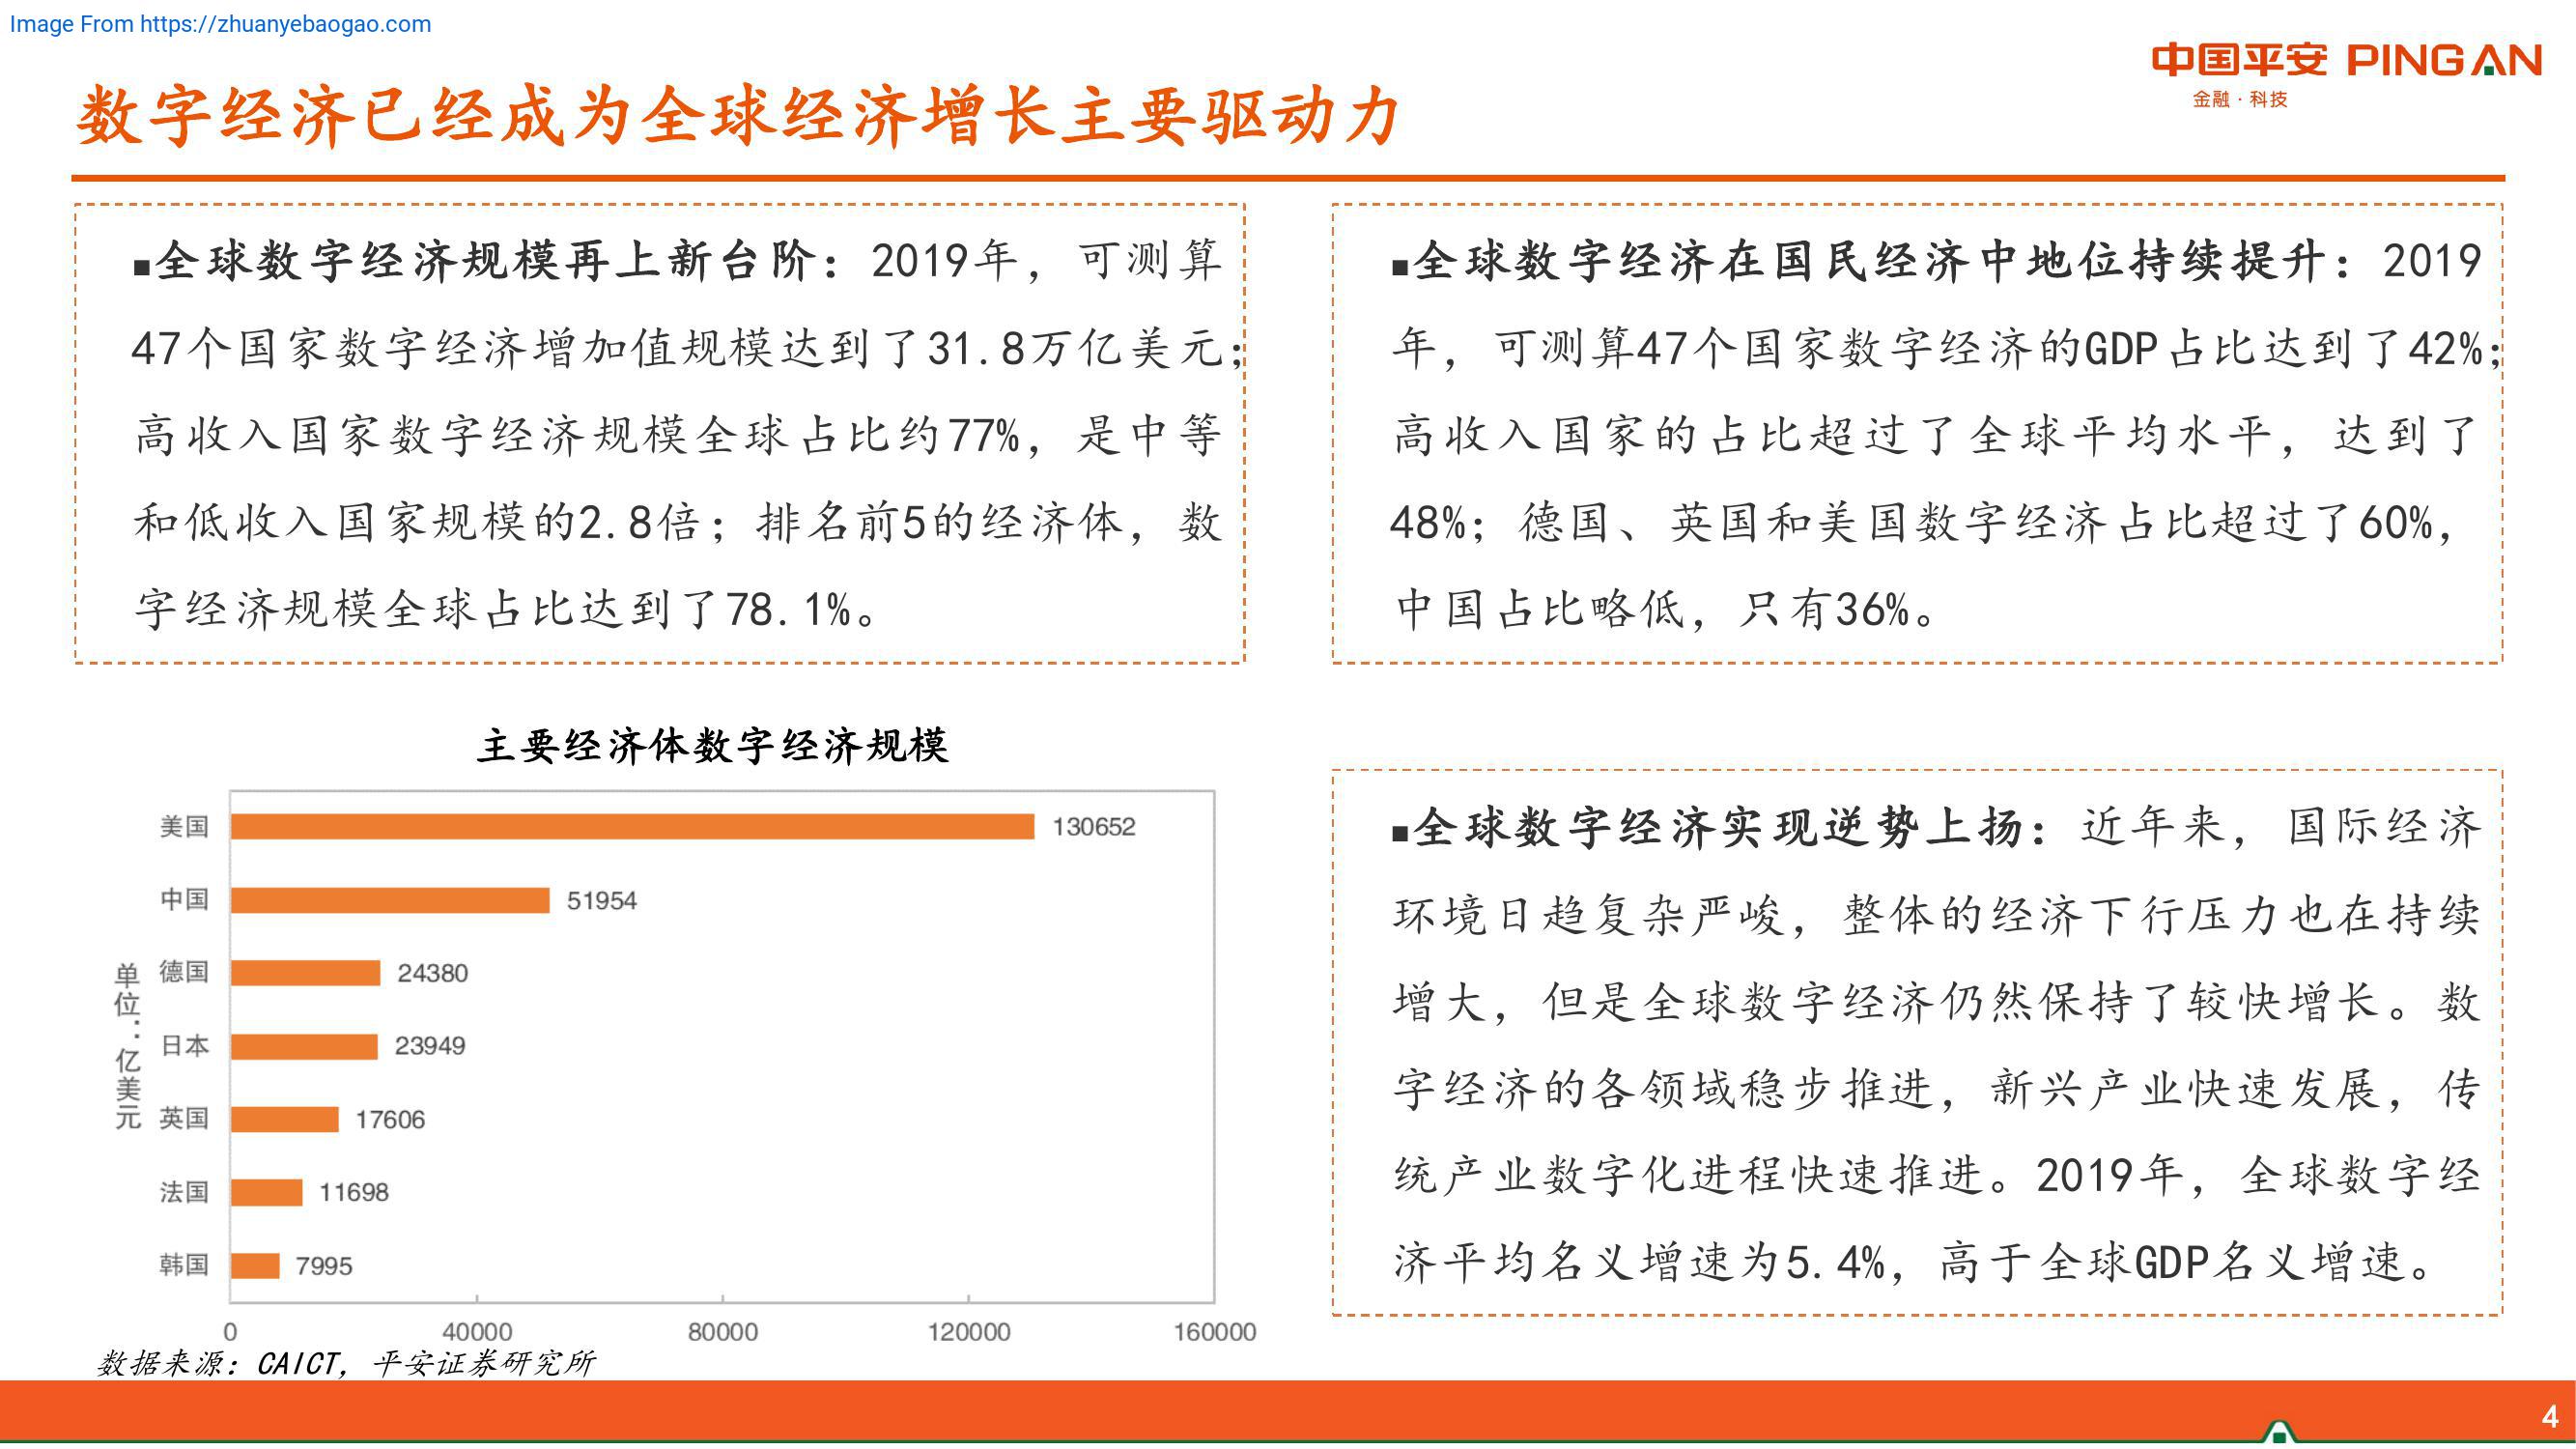 Image From https://zhuanyebaogao.com
中国平安 PING AN
金融·科技
数字经济已经成为全球经济增长主要驱动力
■全球数字经济规模再上新台阶：2019年，可测算
47个国家数字经济增加值规模达到了31.8万亿美元；
高收入国家数字经济规模全球占比约77%，是中等
和低收入国家规模的2.8倍；排名前5的经济体，数
字经济规模全球占比达到了78.1%。
■全球数字经济在国民经济中地位持续提升：2019
年，可测算47个国家数字经济的GDP占比达到了42%；
高收入国家的占比超过了全球平均水平，达到了
48%；德国、英国和美国数字经济占比超过了60%，
中国占比略低，只有36%。
主要经济体数字经济规模
单位：亿美元
美国 130652
中国 51954
德国 24380
日本 23949
英国 17606
法国 11698
韩国 7995
0 40000 80000 120000 160000
数据来源：CAICT，平安证券研究所
■全球数字经济实现逆势上扬：近年来，国际经济
环境日趋复杂严峻，整体的经济下行压力也在持续
增大，但是全球数字经济仍然保持了较快增长。数
字经济的各领域稳步推进，新兴产业快速发展，传
统产业数字化进程快速推进。2019年，全球数字经
济平均名义增速为5.4%，高于全球GDP名义增速。
4